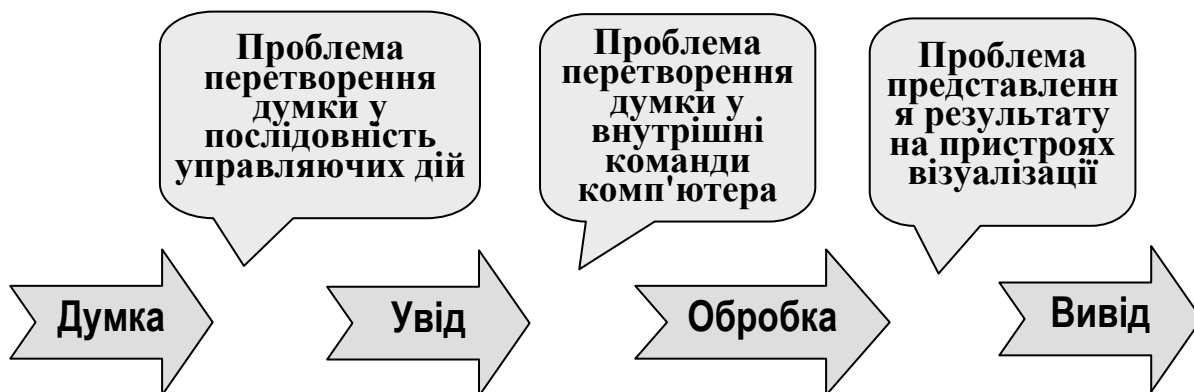 Проблема
перетворення
думки у
послідовність
управляючих дій
Проблема
перетворення
думки у
внутрішні
команди
комп'ютера
Проблема
представленн
я результату
на пристроях
візуалізації
Думка
Увід
Обробка
Вивід